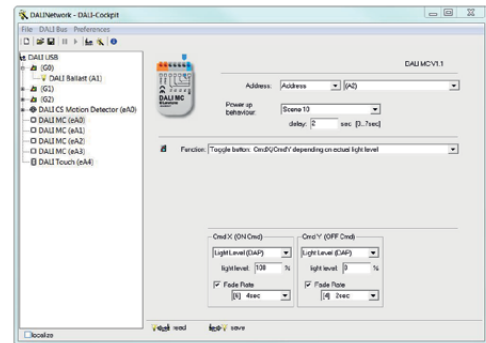 DALINetwork - DALI-Cockpit
File DALI Bus Preferences
DALI USB
(G0)
DALI Ballast (A1)
(G1)
(G2)
DALI CS Motion Detector (eA0)
DALI MC (eA0)
DALI MC (eA1)
DALI MC (eA2)
DALI MC (eA3)
DALI Touch (eA4)
DALI MC
DALI MC V1.1
Address: Address (A2)
Power up
behaviour: Scene 10
delay: 2 sec [0..7sec]
Function: Toggle button: CmdX/CmdY depending on actual light level
CmdX (ON Cmd) CmdY (OFF Cmd)
Light Level (DAP) Light Level (DAP)
light level: 100 % light level: 0 %
Fade Rate Fade Rate
[6] 4sec [4] 2sec
localize
read save